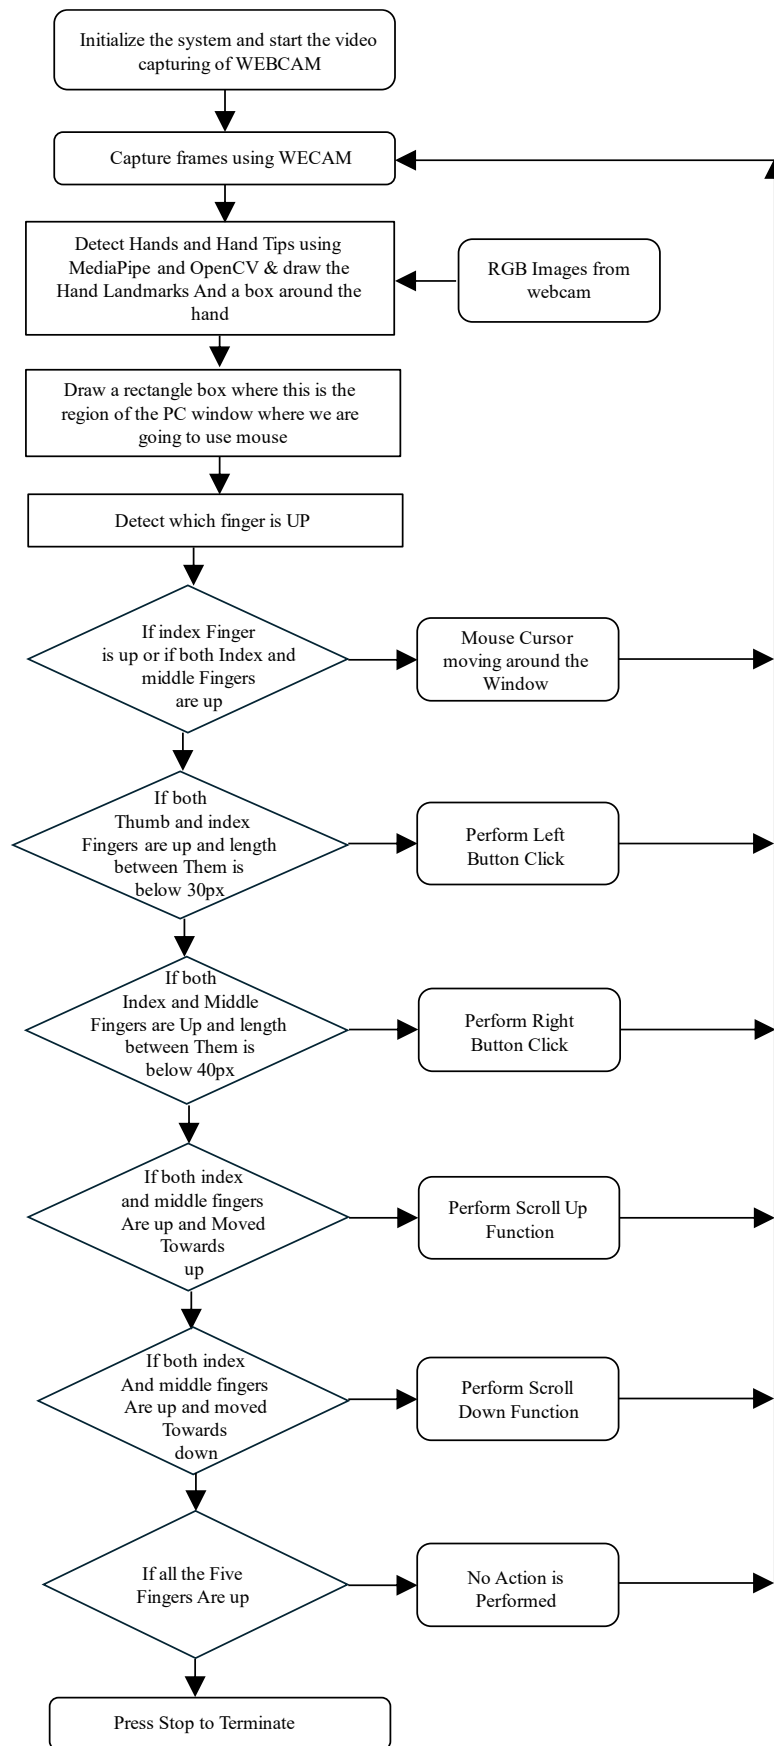 Initialize the system and start the video
capturing of WEBCAM
Capture frames using WECAM
Detect Hands and Hand Tips using
MediaPipe and OpenCV & draw the
Hand Landmarks And a box around the
hand
RGB Images from
webcam
Draw a rectangle box where this is the
region of the PC window where we are
going to use mouse
Detect which finger is UP
If index Finger
is up or if both Index and
middle Fingers
are up
Mouse Cursor
moving around the
Window
If both
Thumb and index
Fingers are up and length
between Them is
below 30px
Perform Left
Button Click
If both
Index and Middle
Fingers are Up and length
between Them is
below 40px
Perform Right
Button Click
If both index
and middle fingers
Are up and Moved
Towards
up
Perform Scroll Up
Function
If both index
And middle fingers
Are up and moved
Towards
down
Perform Scroll
Down Function
If all the Five
Fingers Are up
No Action is
Performed
Press Stop to Terminate